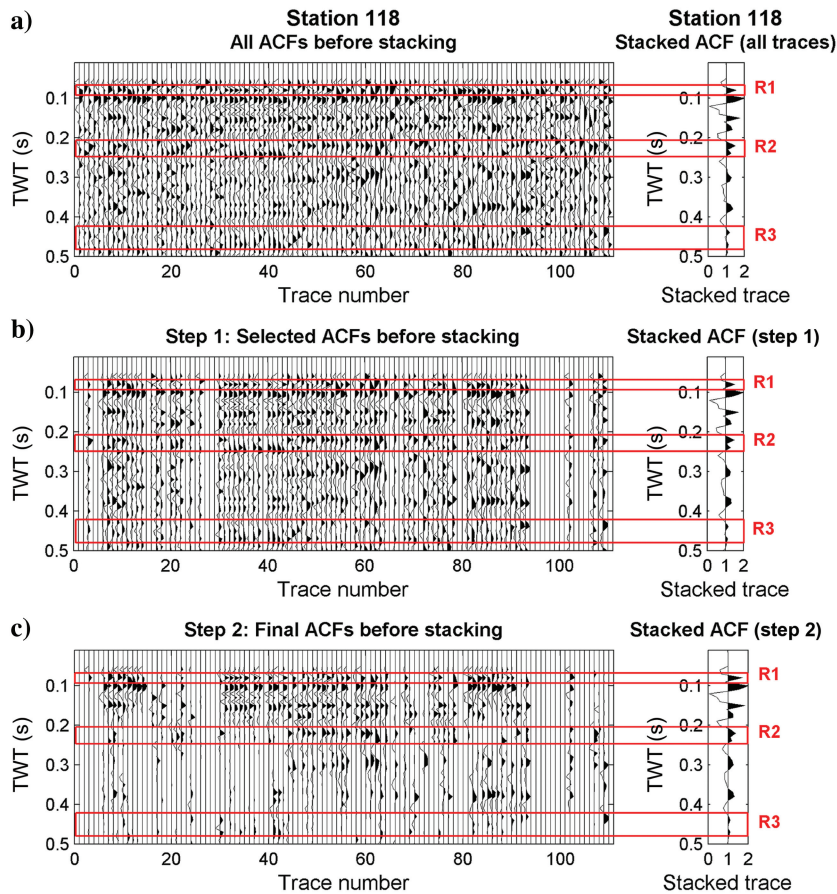 a)
Station 118
All ACFs before stacking
Station 118
Stacked ACF (all traces)
TWT (s)
0.1
0.2
0.3
0.4
0.5
0 20 40 60 80 100
Trace number
TWT (s)
0.1
0.2
0.3
0.4
0.5
0 1 2
Stacked trace
R1
R2
R3
b)
Step 1: Selected ACFs before stacking
Stacked ACF (step 1)
TWT (s)
0.1
0.2
0.3
0.4
0.5
0 20 40 60 80 100
Trace number
TWT (s)
0.1
0.2
0.3
0.4
0.5
0 1 2
Stacked trace
R1
R2
R3
c)
Step 2: Final ACFs before stacking
Stacked ACF (step 2)
TWT (s)
0.1
0.2
0.3
0.4
0.5
0 20 40 60 80 100
Trace number
TWT (s)
0.1
0.2
0.3
0.4
0.5
0 1 2
Stacked trace
R1
R2
R3